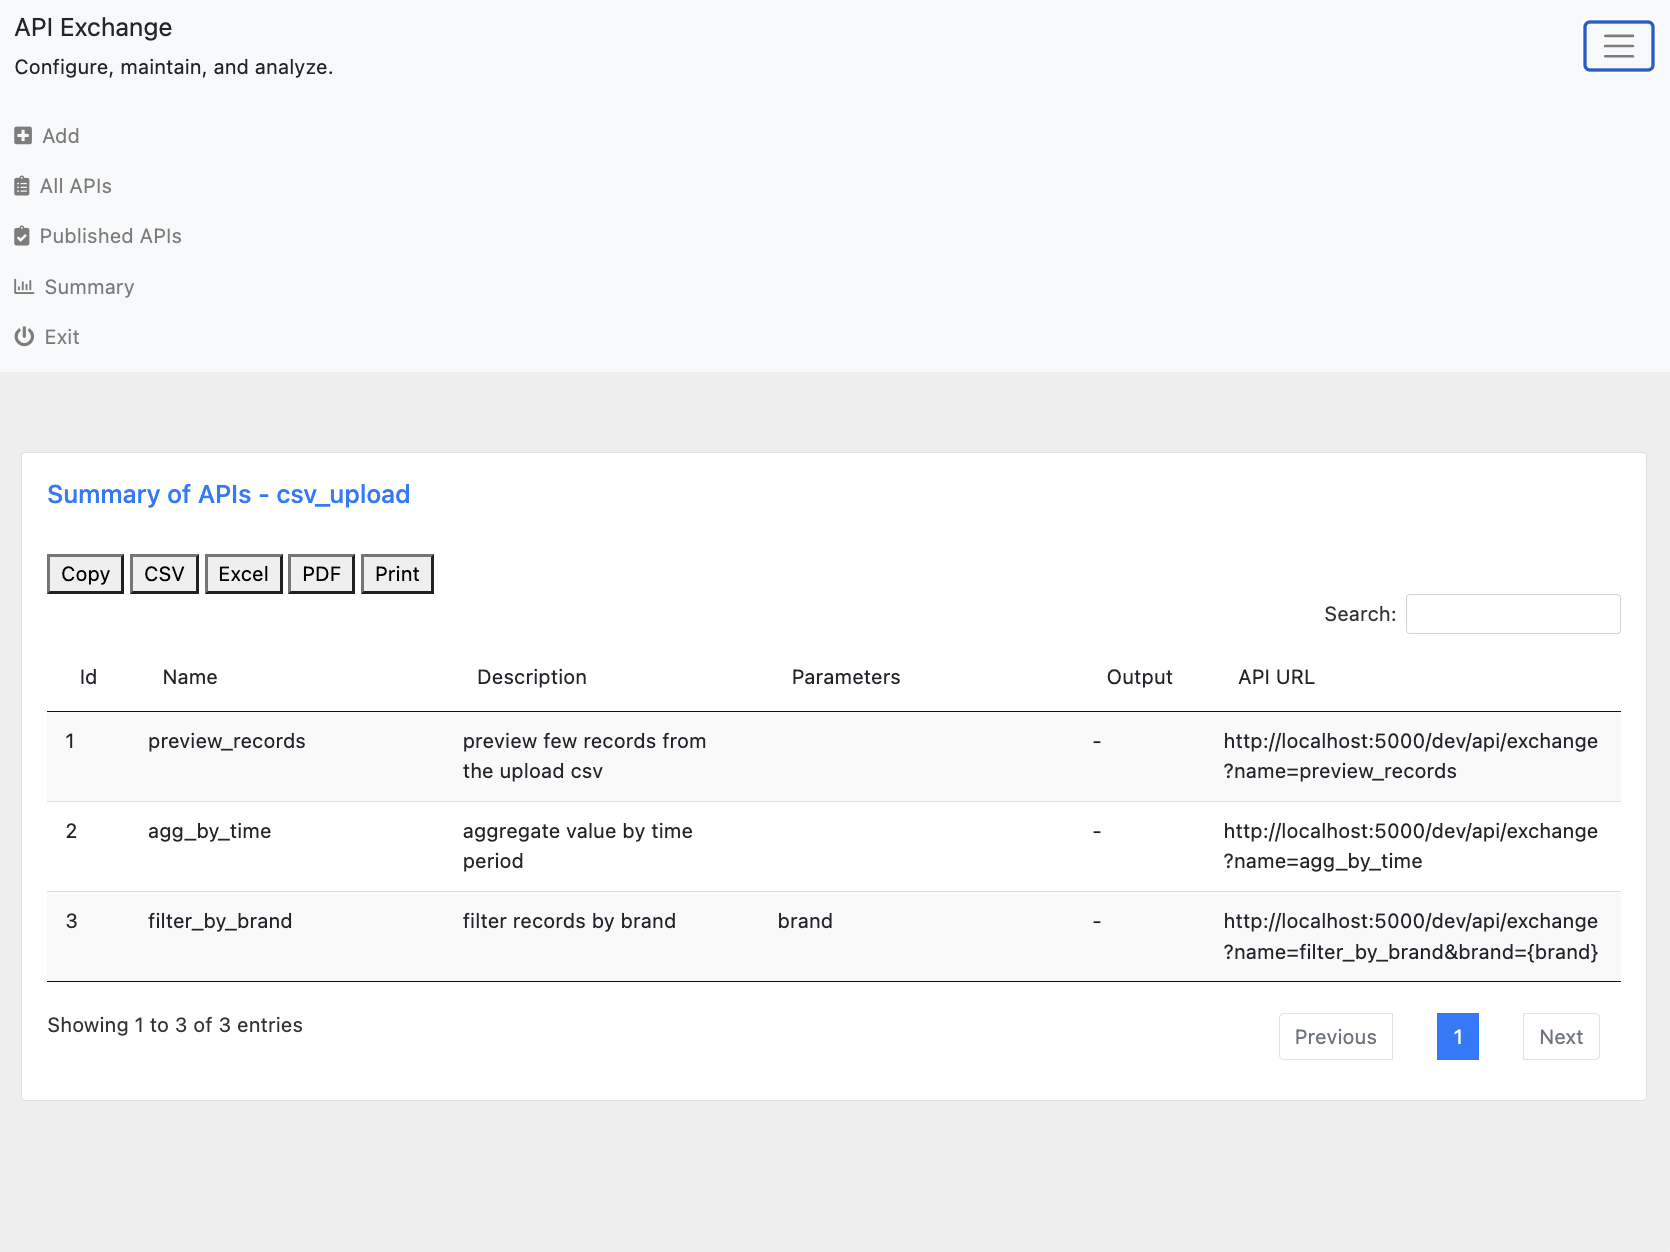 API Exchange
Configure, maintain, and analyze.
Add
All APIs
Published APIs
Summary
Exit
Summary of APIs - csv_upload
Copy CSV Excel PDF Print
Search:
Id Name Description Parameters Output API URL
1 preview_records preview few records from - http://localhost:5000/dev/api/exchange
the upload csv ?name=preview_records
2 agg_by_time aggregate value by time - http://localhost:5000/dev/api/exchange
period ?name=agg_by_time
3 filter_by_brand filter records by brand brand - http://localhost:5000/dev/api/exchange
?name=filter_by_brand&brand={brand}
Showing 1 to 3 of 3 entries
Previous 1 Next